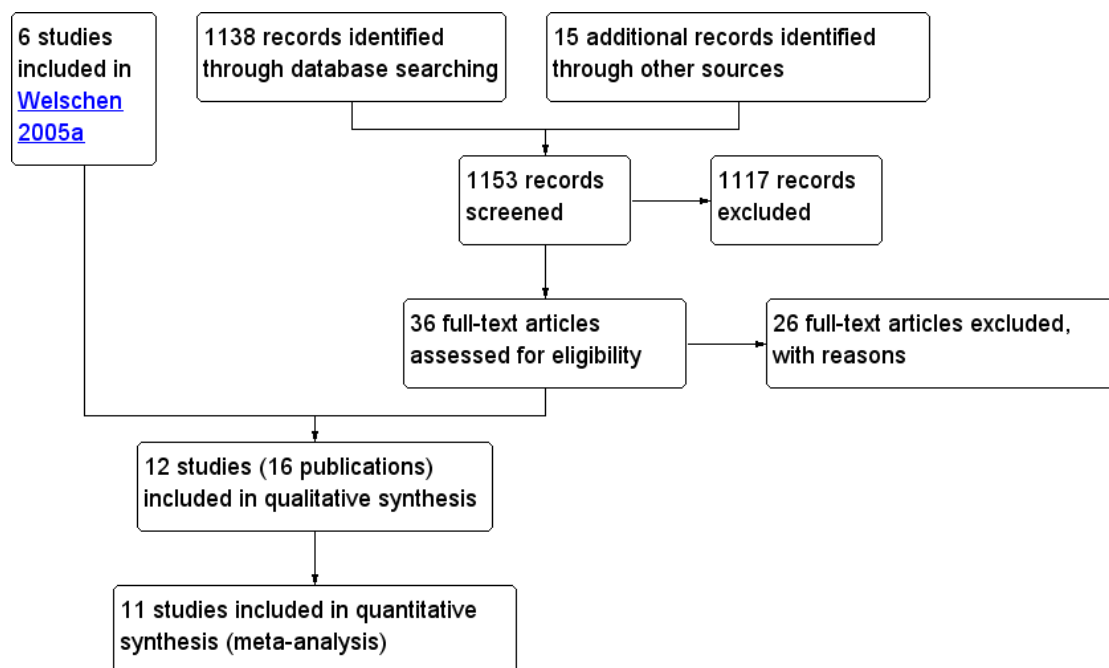 6 studies
included in
Welschen
2005a
1138 records identified
through database searching
15 additional records identified
through other sources
1153 records
screened
1117 records
excluded
36 full-text articles
assessed for eligibility
26 full-text articles excluded,
with reasons
12 studies (16 publications)
included in qualitative synthesis
11 studies included in quantitative
synthesis (meta-analysis)